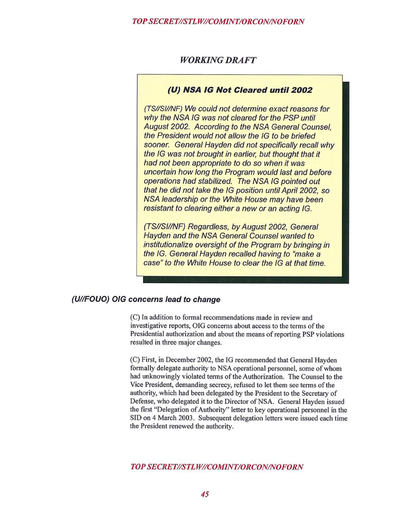 TOP SECRET//STLW//COMINT/ORCON/NOFORN
WORKING DRAFT
(U) NSA IG Not Cleared until 2002
(TS//SI//NF) We could not determine exact reasons for
why the NSA IG was not cleared for the PSP until
August 2002. According to the NSA General Counsel,
the President would not allow the IG to be briefed
sooner. General Hayden did not specifically recall why
the IG was not brought in earlier, but thought that it
had not been appropriate to do so when it was
uncertain how long the Program would last and before
operations had stabilized. The NSA IG pointed out
that he did not take the IG position until April 2002, so
NSA leadership or the White House may have been
resistant to clearing either a new or an acting IG.
(TS//SI//NF) Regardless, by August 2002, General
Hayden and the NSA General Counsel wanted to
institutionalize oversight of the Program by bringing in
the IG. General Hayden recalled having to "make a
case" to the White House to clear the IG at that time.
(U//FOUO) OIG concerns lead to change
(C) In addition to formal recommendations made in review and
investigative reports, OIG concerns about access to the terms of the
Presidential authorization and about the means of reporting PSP violations
resulted in three major changes.
(C) First, in December 2002, the IG recommended that General Hayden
formally delegate authority to NSA operational personnel, some of whom
had unknowingly violated terms of the Authorization. The Counsel to the
Vice President, demanding secrecy, refused to let them see terms of the
authority, which had been delegated by the President to the Secretary of
Defense, who delegated it to the Director of NSA. General Hayden issued
the first "Delegation of Authority" letter to key operational personnel in the
SID on 4 March 2003. Subsequent delegation letters were issued each time
the President renewed the authority.
TOP SECRET//STLW//COMINT/ORCON/NOFORN
45